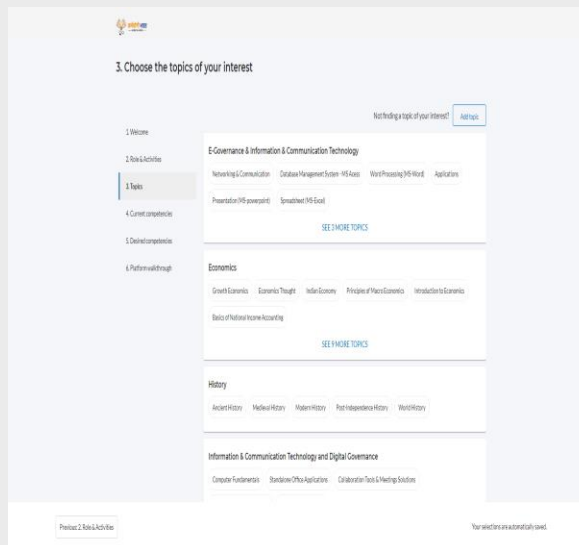 3. Choose the topics of your interest
Not finding a topic of your interest? Add topic
1. Welcome
2. Role & Activities
3. Topics
4. Current competencies
5. Desired competencies
6. Platform walkthrough
E-Governance & Information & Communication Technology
Networking & Communication Database Management System - MS Acess Word Processing (MS-Word) Applications
Presentation (MS-powerpoint) Spreadsheet (MS-Excel)
SEE 5 MORE TOPICS
Economics
Growth Economics Economics Thought Indian Economy Principles of Macro Economics Introduction to Economics
Basics of National Income Accounting
SEE 9 MORE TOPICS
History
Ancient History Medieval History Modern History Post-Independence History World History
Information & Communication Technology and Digital Governance
Computer Fundamentals Standalone Office Applications Collaboration Tools & Meetings Solutions
Previous: 2. Role & Activities
Your selections are automatically saved.